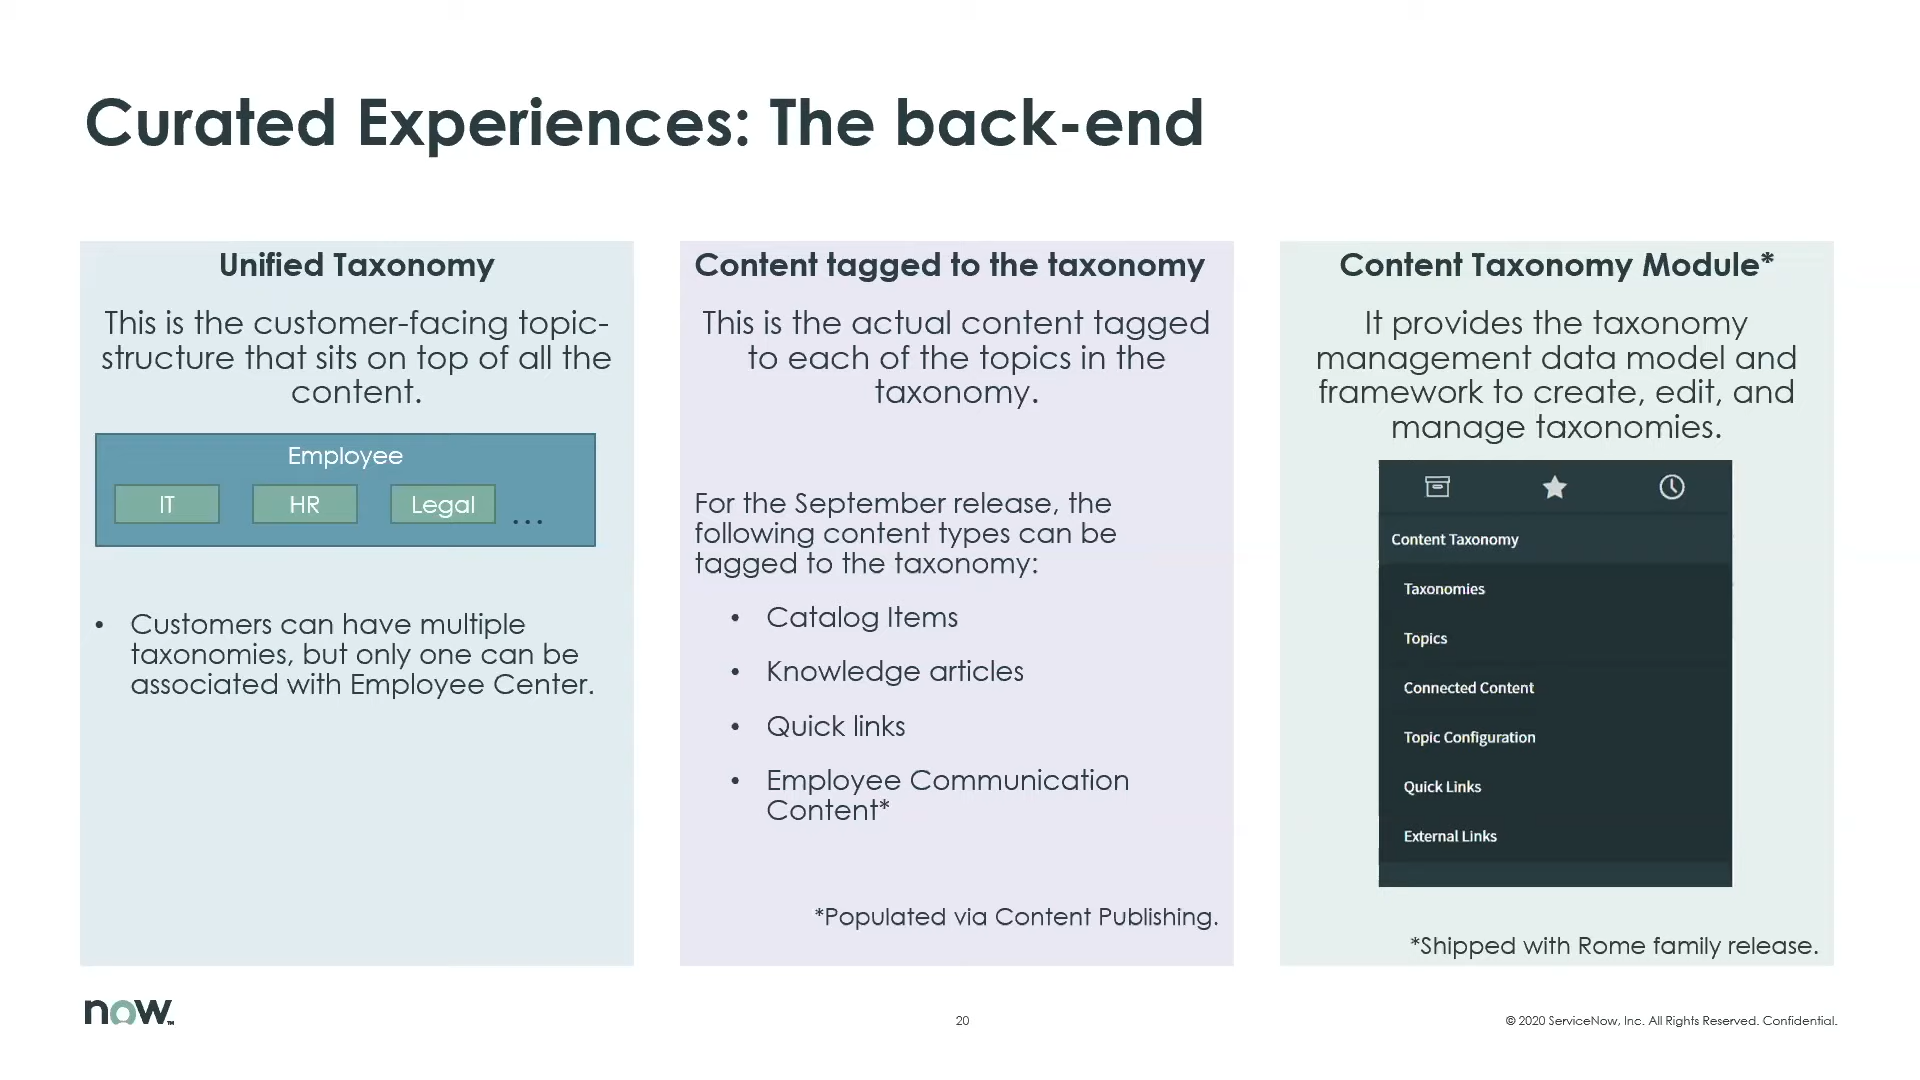 Curated Experiences: The back-end
Unified Taxonomy
This is the customer-facing topic-
structure that sits on top of all the
content.
Employee
IT
HR
Legal
...
• Customers can have multiple
taxonomies, but only one can be
associated with Employee Center.
Content tagged to the taxonomy
This is the actual content tagged
to each of the topics in the
taxonomy.
For the September release, the
following content types can be
tagged to the taxonomy:
• Catalog Items
• Knowledge articles
• Quick links
• Employee Communication
Content*
*Populated via Content Publishing.
Content Taxonomy Module*
It provides the taxonomy
management data model and
framework to create, edit, and
manage taxonomies.
Content Taxonomy
Taxonomies
Topics
Connected Content
Topic Configuration
Quick Links
External Links
*Shipped with Rome family release.
now™
20
© 2020 ServiceNow, Inc. All Rights Reserved. Confidential.